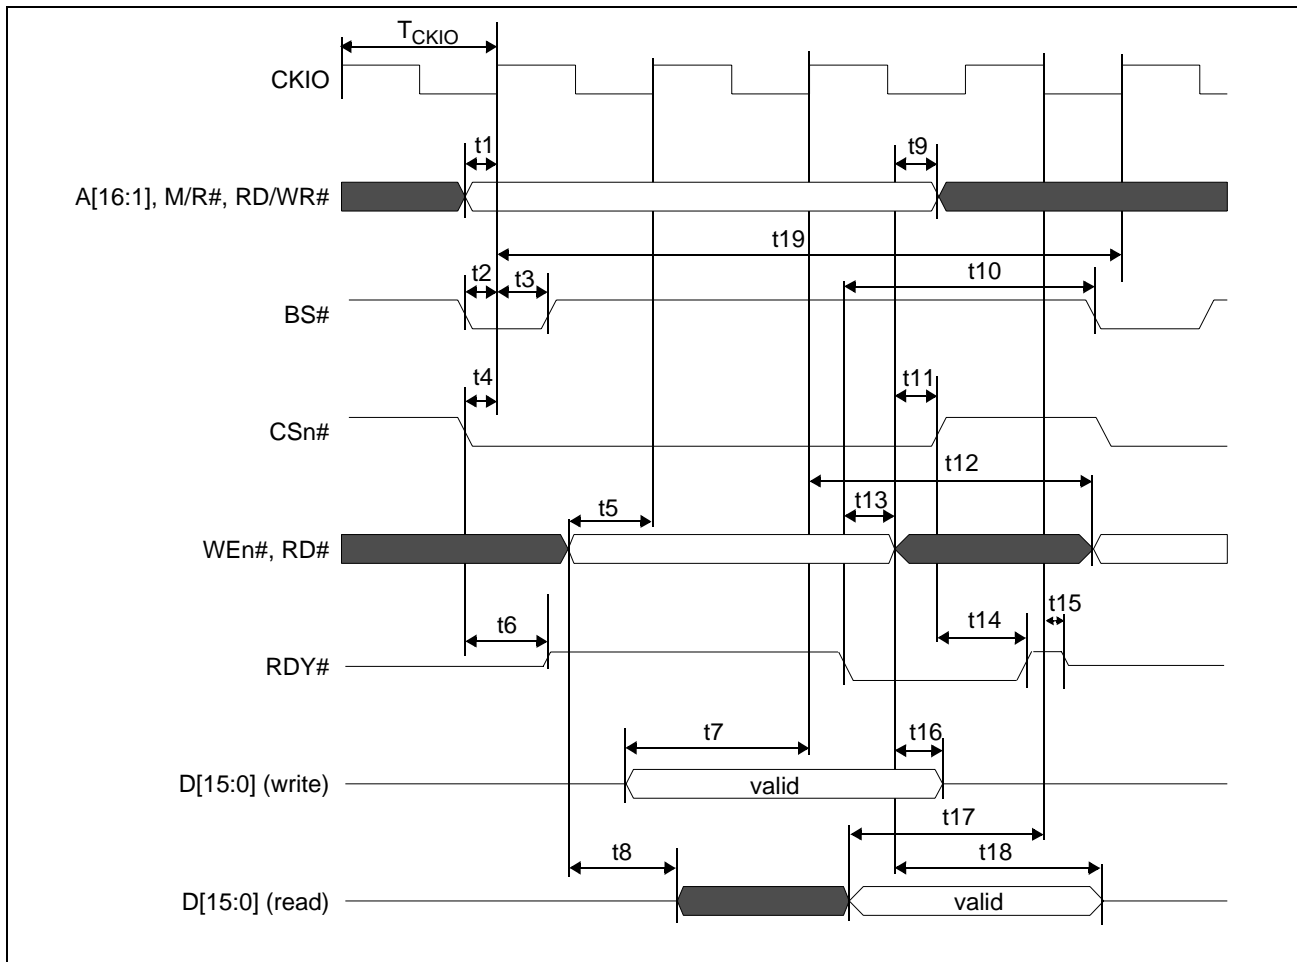 T_CKIO
CKIO
t1
t9
A[16:1], M/R#, RD/WR#
t19
t2 t3 t10
BS#
t4 t11
CSn#
t12
t5 t13
WEn#, RD#
t6 t14 t15
RDY#
t7 t16
D[15:0] (write) valid
t17
t8 t18
D[15:0] (read) valid